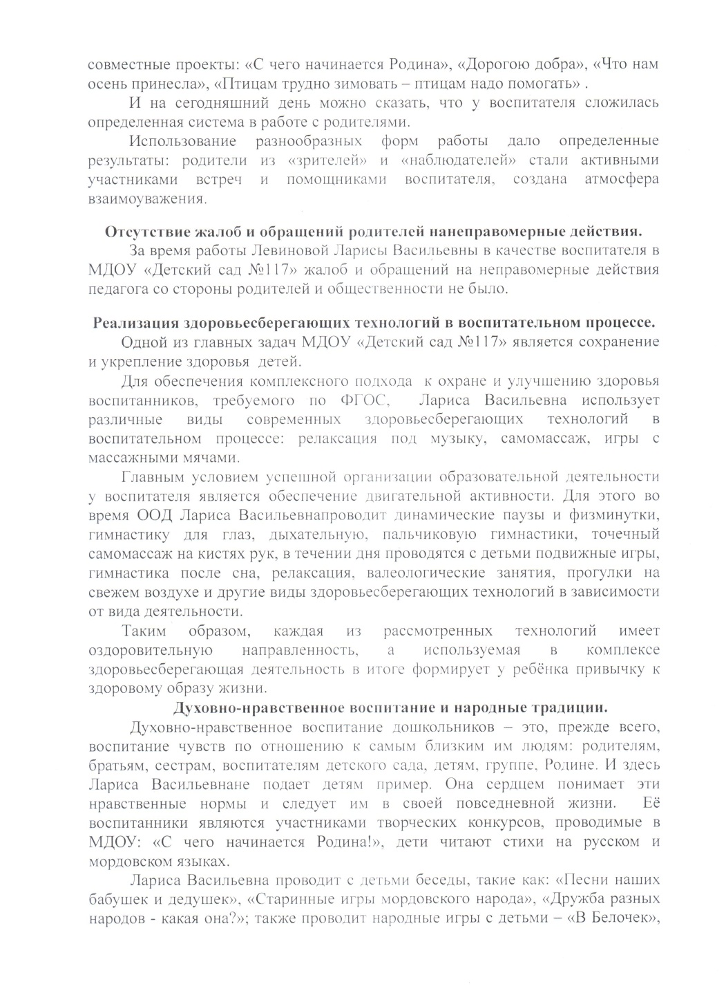 совместные проекты: «С чего начинается Родина», «Дорогою добра», «Что нам
осень принесла», «Птицам трудно зимовать – птицам надо помогать» .
И на сегодняшний день можно сказать, что у воспитателя сложилась
определенная система в работе с родителями.
Использование разнообразных форм работы дало определенные
результаты: родители из «зрителей» и «наблюдателей» стали активными
участниками встреч и помощниками воспитателя, создана атмосфера
взаимоуважения.
Отсутствие жалоб и обращений родителей нанеправомерные действия.
За время работы Левиновой Ларисы Васильевны в качестве воспитателя в
МДОУ «Детский сад №117» жалоб и обращений на неправомерные действия
педагога со стороны родителей и общественности не было.
Реализация здоровьесберегающих технологий в воспитательном процессе.
Одной из главных задач МДОУ «Детский сад №117» является сохранение
и укрепление здоровья детей.
Для обеспечения комплексного подхода к охране и улучшению здоровья
воспитанников, требуемого по ФГОС, Лариса Васильевна использует
различные виды современных здоровьесберегающих технологий в
воспитательном процессе: релаксация под музыку, самомассаж, игры с
массажными мячами.
Главным условием успешной организации образовательной деятельности
у воспитателя является обеспечение двигательной активности. Для этого во
время ООД Лариса Васильевнапроводит динамические паузы и физминутки,
гимнастику для глаз, дыхательную, пальчиковую гимнастики, точечный
самомассаж на кистях рук, в течении дня проводятся с детьми подвижные игры,
гимнастика после сна, релаксация, валеологические занятия, прогулки на
свежем воздухе и другие виды здоровьесберегающих технологий в зависимости
от вида деятельности.
Таким образом, каждая из рассмотренных технологий имеет
оздоровительную направленность, а используемая в комплексе
здоровьесберегающая деятельность в итоге формирует у ребёнка привычку к
здоровому образу жизни.
Духовно-нравственное воспитание и народные традиции.
Духовно-нравственное воспитание дошкольников – это, прежде всего,
воспитание чувств по отношению к самым близким им людям: родителям,
братьям, сестрам, воспитателям детского сада, детям, группе, Родине. И здесь
Лариса Васильевнане подает детям пример. Она сердцем понимает эти
нравственные нормы и следует им в своей повседневной жизни. Её
воспитанники являются участниками творческих конкурсов, проводимые в
МДОУ: «С чего начинается Родина!», дети читают стихи на русском и
мордовском языках.
Лариса Васильевна проводит с детьми беседы, такие как: «Песни наших
бабушек и дедушек», «Старинные игры мордовского народа», «Дружба разных
народов - какая она?»; также проводит народные игры с детьми – «В Белочек»,